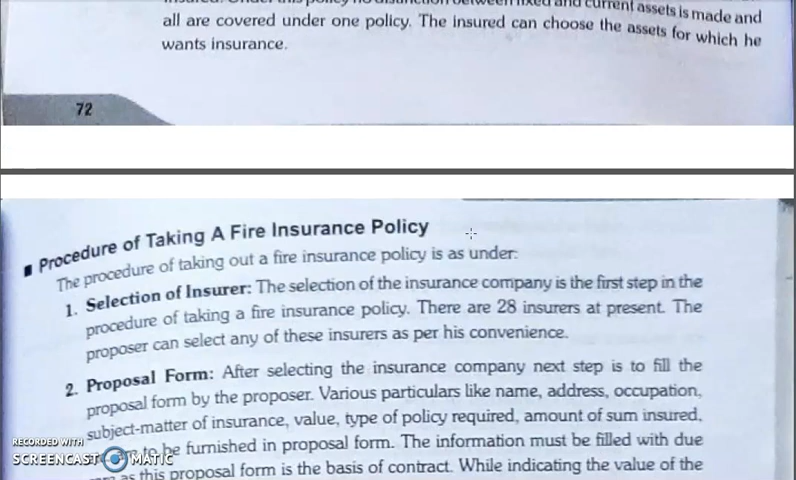 and current assets is made and
all are covered under one policy. The insured can choose the assets for which he
wants insurance.
72
Procedure of Taking A Fire Insurance Policy
The procedure of taking out a fire insurance policy is as under:
1. Selection of Insurer: The selection of the insurance company is the first step in the
procedure of taking a fire insurance policy. There are 28 insurers at present. The
proposer can select any of these insurers as per his convenience.
2. Proposal Form: After selecting the insurance company next step is to fill the
proposal form by the proposer. Various particulars like name, address, occupation,
subject-matter of insurance, value, type of policy required, amount of sum insured,
to be furnished in proposal form. The information must be filled with due
as this proposal form is the basis of contract. While indicating the value of the
RECORDED WITH
SCREENCAST MATIC